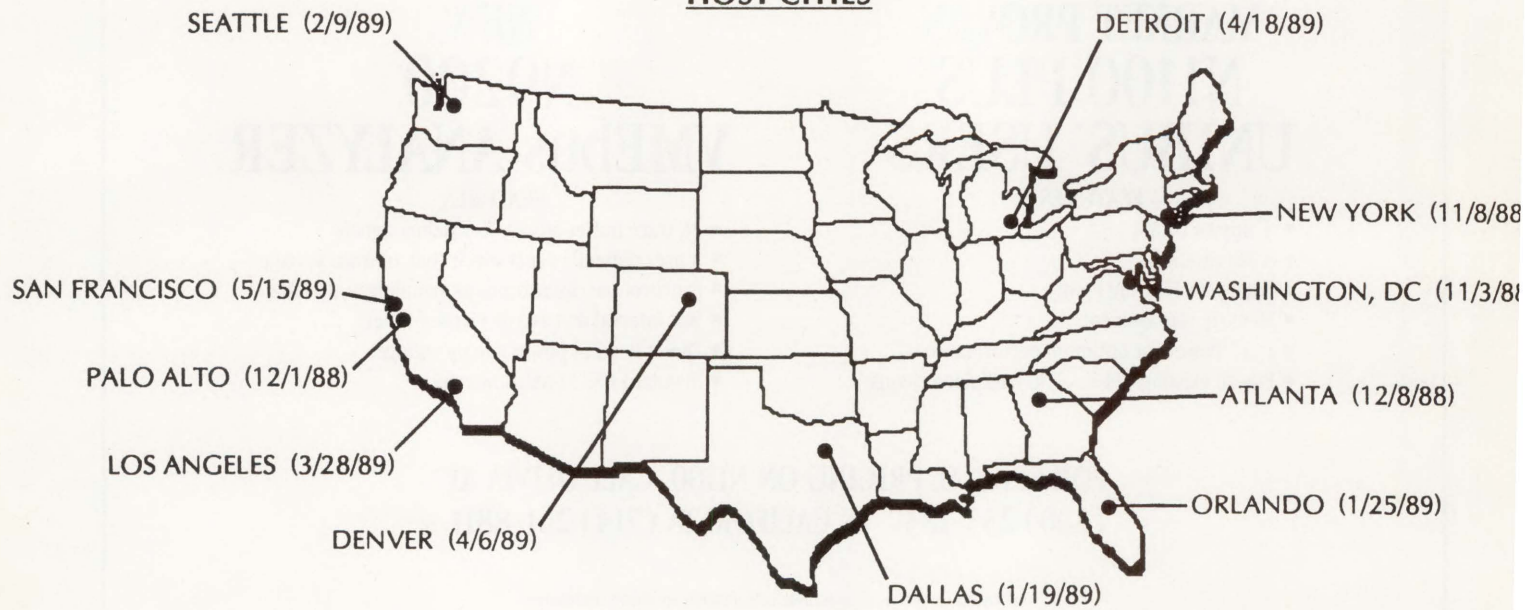 HOST CITIES
SEATTLE (2/9/89)
DETROIT (4/18/89)
NEW YORK (11/8/88
WASHINGTON, DC (11/3/88
SAN FRANCISCO (5/15/89)
PALO ALTO (12/1/88)
ATLANTA (12/8/88)
LOS ANGELES (3/28/89)
ORLANDO (1/25/89)
DENVER (4/6/89)
DALLAS (1/19/89)